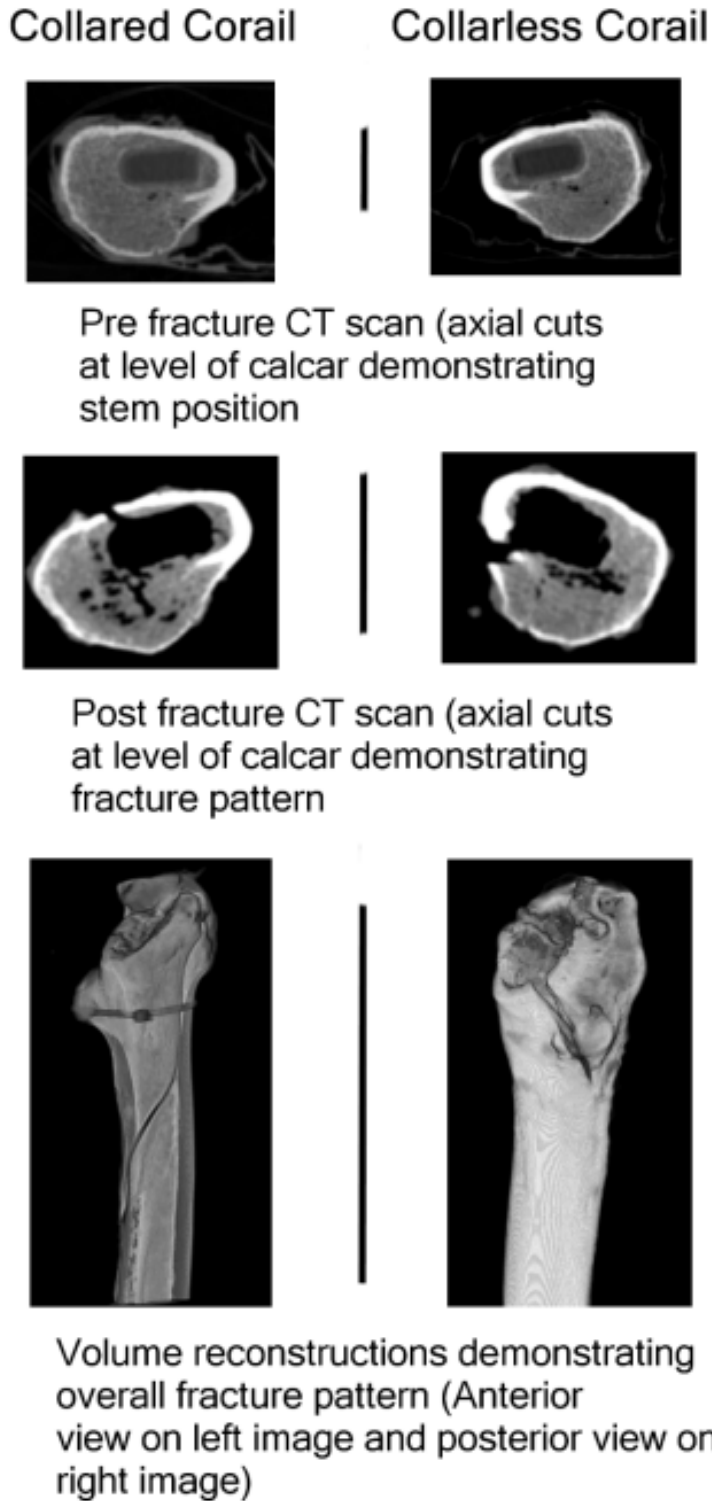 Collared Corail Collarless Corail
Pre fracture CT scan (axial cuts
at level of calcar demonstrating
stem position
Post fracture CT scan (axial cuts
at level of calcar demonstrating
fracture pattern
Volume reconstructions demonstrating
overall fracture pattern (Anterior
view on left image and posterior view on
right image)